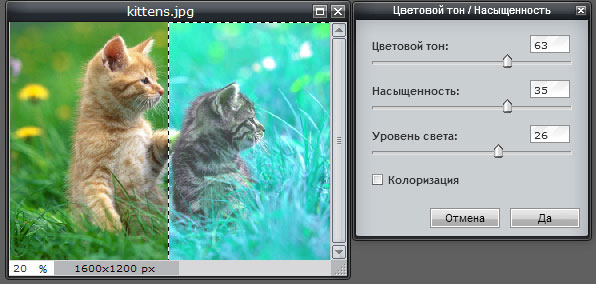 kittens.jpg
20 %
1600x1200 px
Цветовой тон / Насыщенность
Цветовой тон: 63
Насыщенность: 35
Уровень света: 26
Колоризация
Отмена
Да